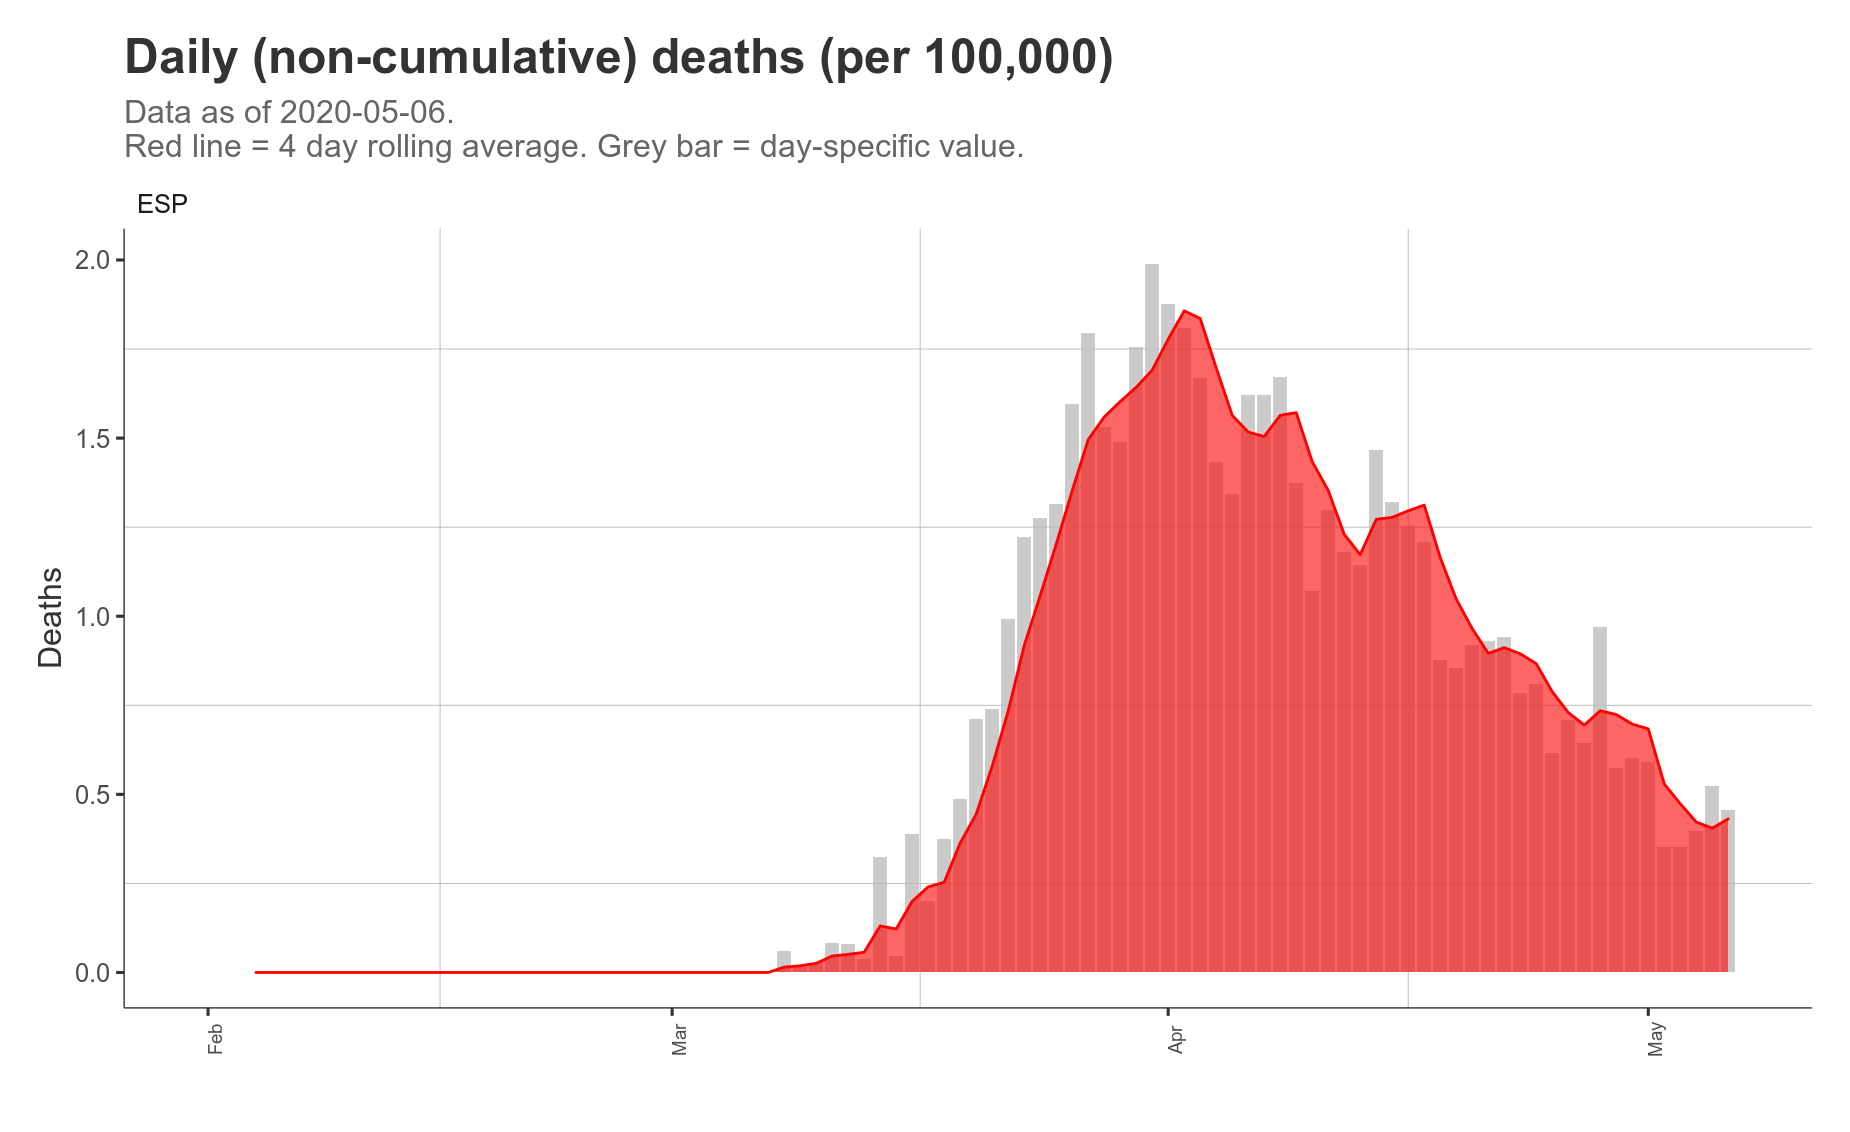 Daily (non-cumulative) deaths (per 100,000)
Data as of 2020-05-06.
Red line = 4 day rolling average. Grey bar = day-specific value.
ESP
2.0
1.5
1.0
0.5
0.0
Deaths
Feb
Mar
Apr
May